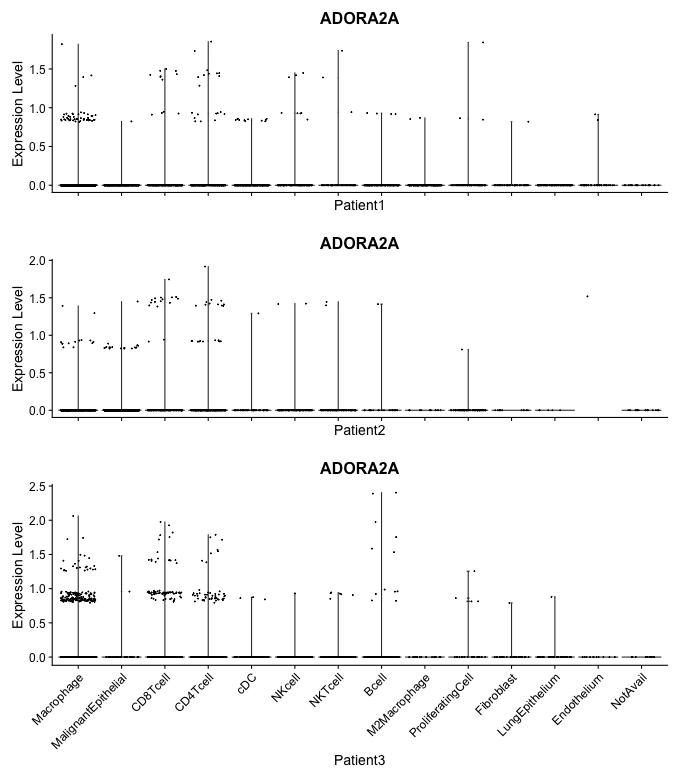 ADORA2A
Expression Level
1.5
1.0
0.5
0.0
Patient1
ADORA2A
Expression Level
2.0
1.5
1.0
0.5
0.0
Patient2
ADORA2A
Expression Level
2.5
2.0
1.5
1.0
0.5
0.0
Macrophage
MalignantEpithelial
CD8Tcell
CD4Tcell
cDC
NKcell
NKTcell
Bcell
M2Macrophage
ProliferatingCell
Fibroblast
LungEpithelium
Endothelium
NotAvail
Patient3